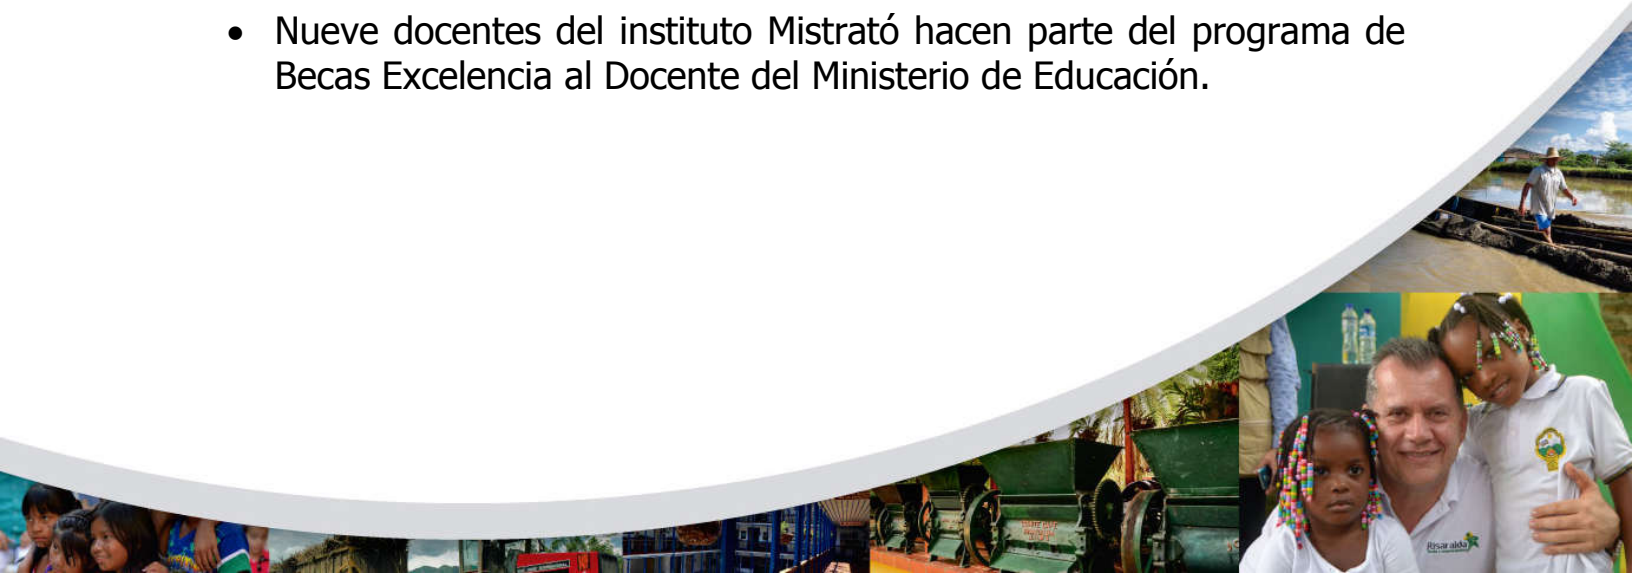 • Nueve docentes del instituto Mistrató hacen parte del programa de
Becas Excelencia al Docente del Ministerio de Educación.
Risaralda